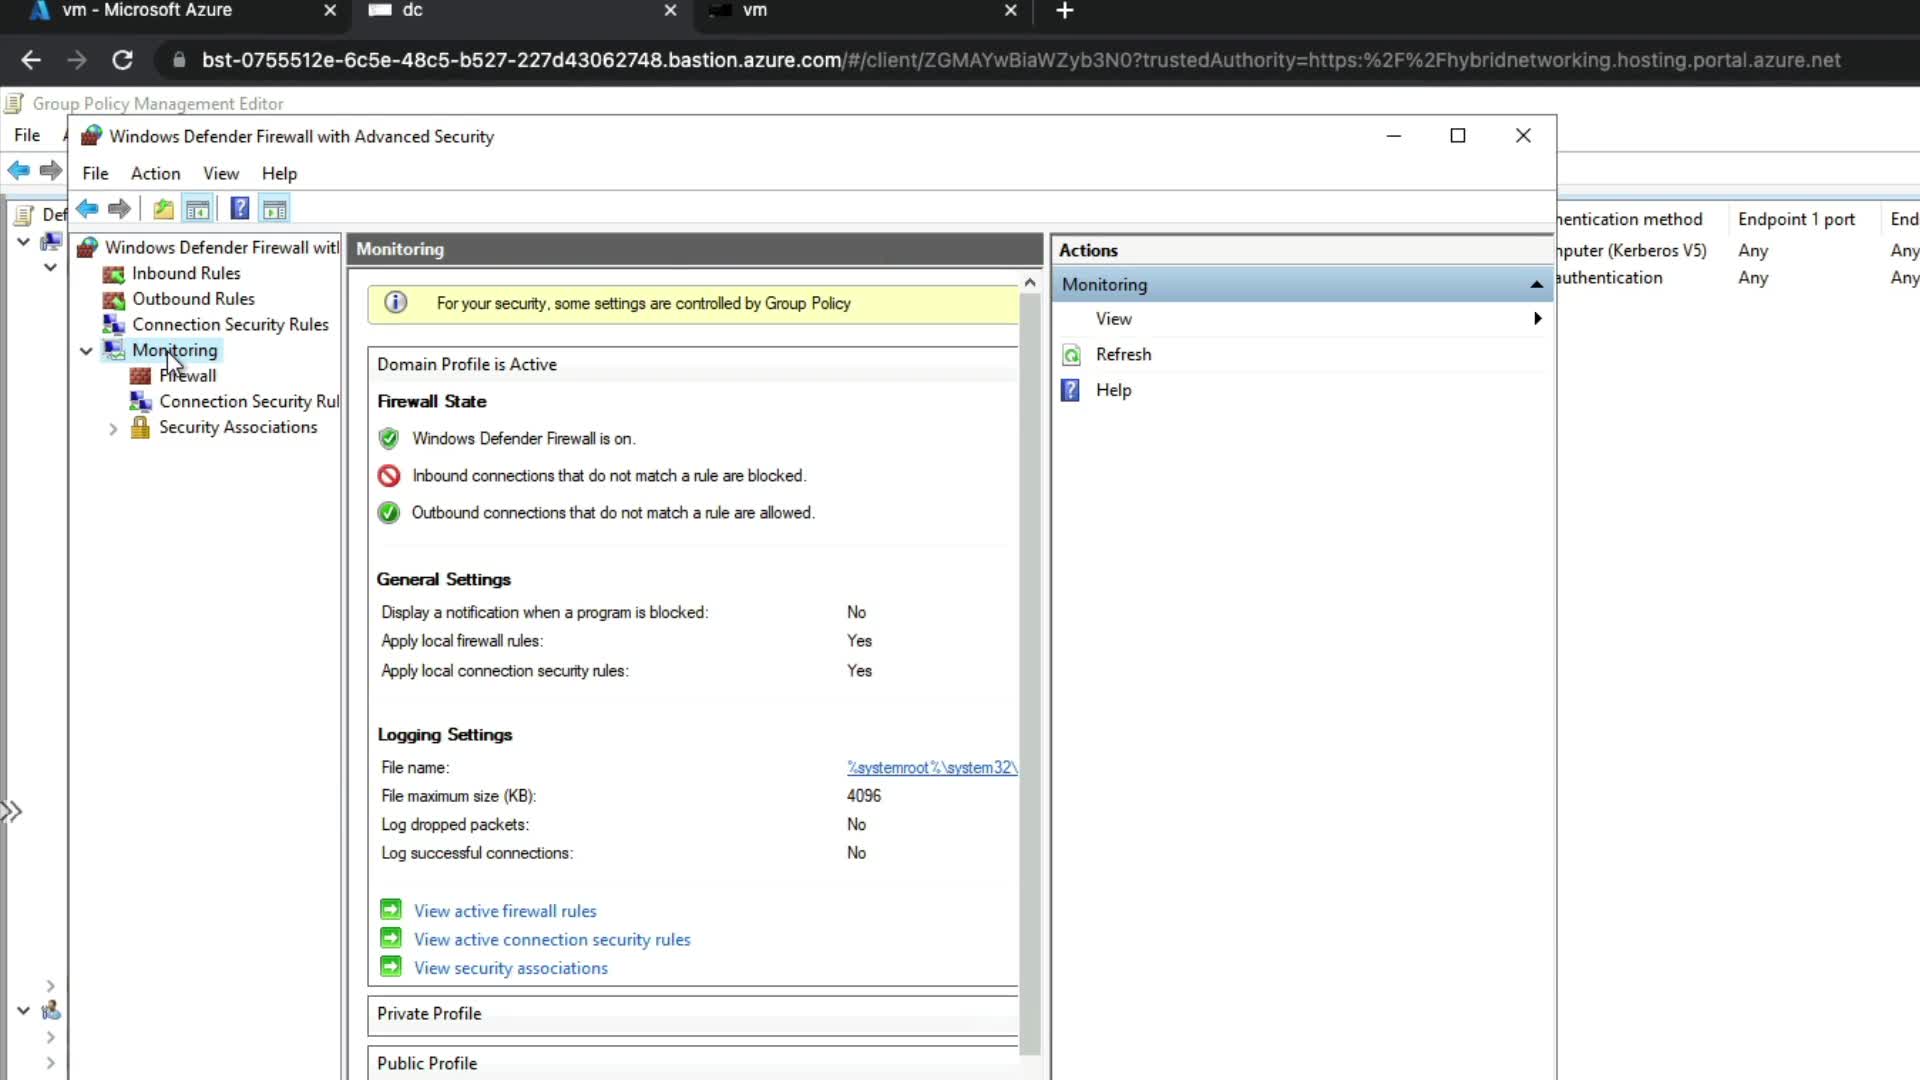 vm - Microsoft Azure
dc
vm
bst-0755512e-6c5e-48c5-b527-227d43062748.bastion.azure.com/#/client/ZGMAYwBiaWZyb3N0?trustedAuthority=https:%2F%2Fhybridnetworking.hosting.portal.azure.net
Group Policy Management Editor
File
Windows Defender Firewall with Advanced Security
File Action View Help
Def
Windows Defender Firewall with
Inbound Rules
Outbound Rules
Connection Security Rules
Monitoring
Firewall
Connection Security Rul
Security Associations
Monitoring
For your security, some settings are controlled by Group Policy
Domain Profile is Active
Firewall State
Windows Defender Firewall is on.
Inbound connections that do not match a rule are blocked.
Outbound connections that do not match a rule are allowed.
General Settings
Display a notification when a program is blocked: No
Apply local firewall rules: Yes
Apply local connection security rules: Yes
Logging Settings
File name: %systemroot%\system32\
File maximum size (KB): 4096
Log dropped packets: No
Log successful connections: No
View active firewall rules
View active connection security rules
View security associations
Private Profile
Public Profile
Actions
Monitoring
View
Refresh
Help
hentication method Endpoint 1 port End
nputer (Kerberos V5) Any Any
authentication Any Any